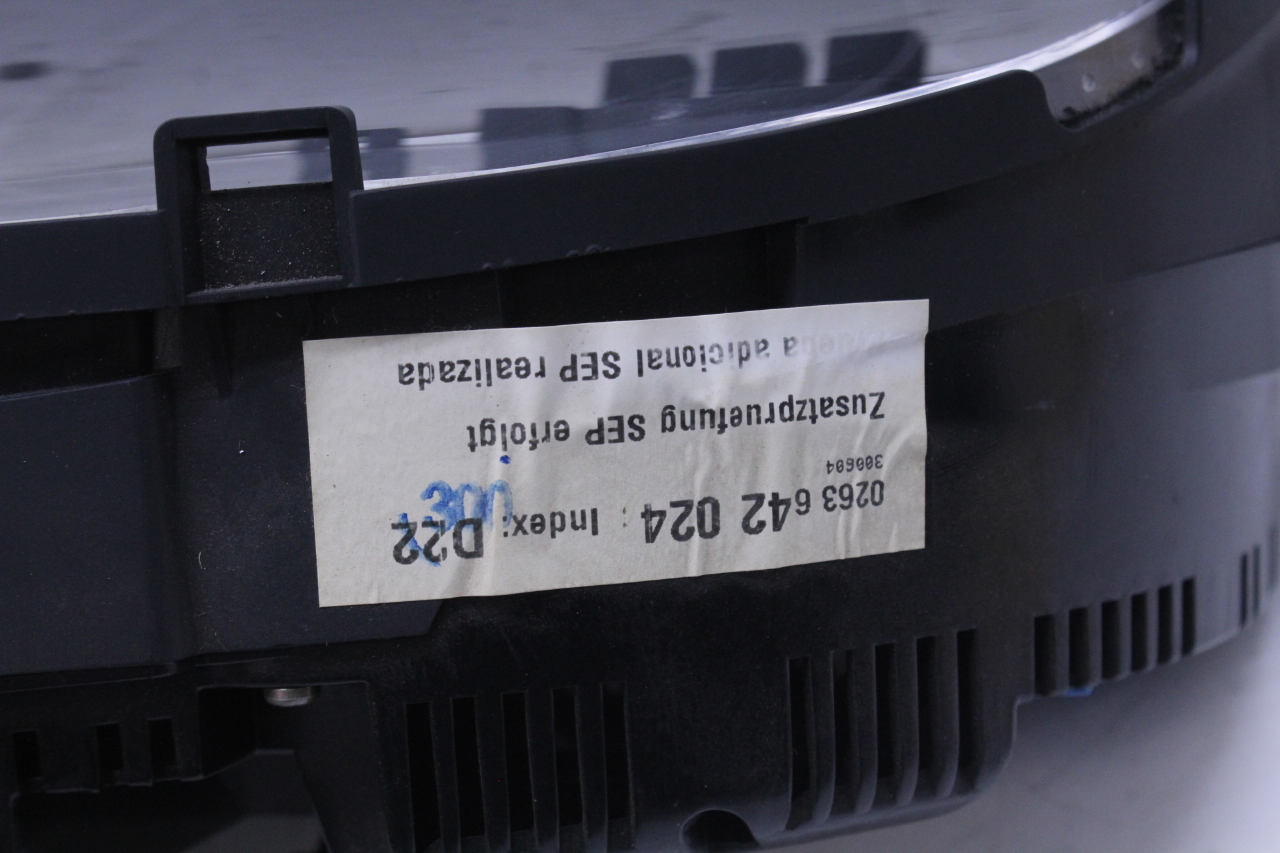 0263 642 024 : Index: D22
300604
300
Zusatzpruefung SEP erfolgt
adicional SEP realizada